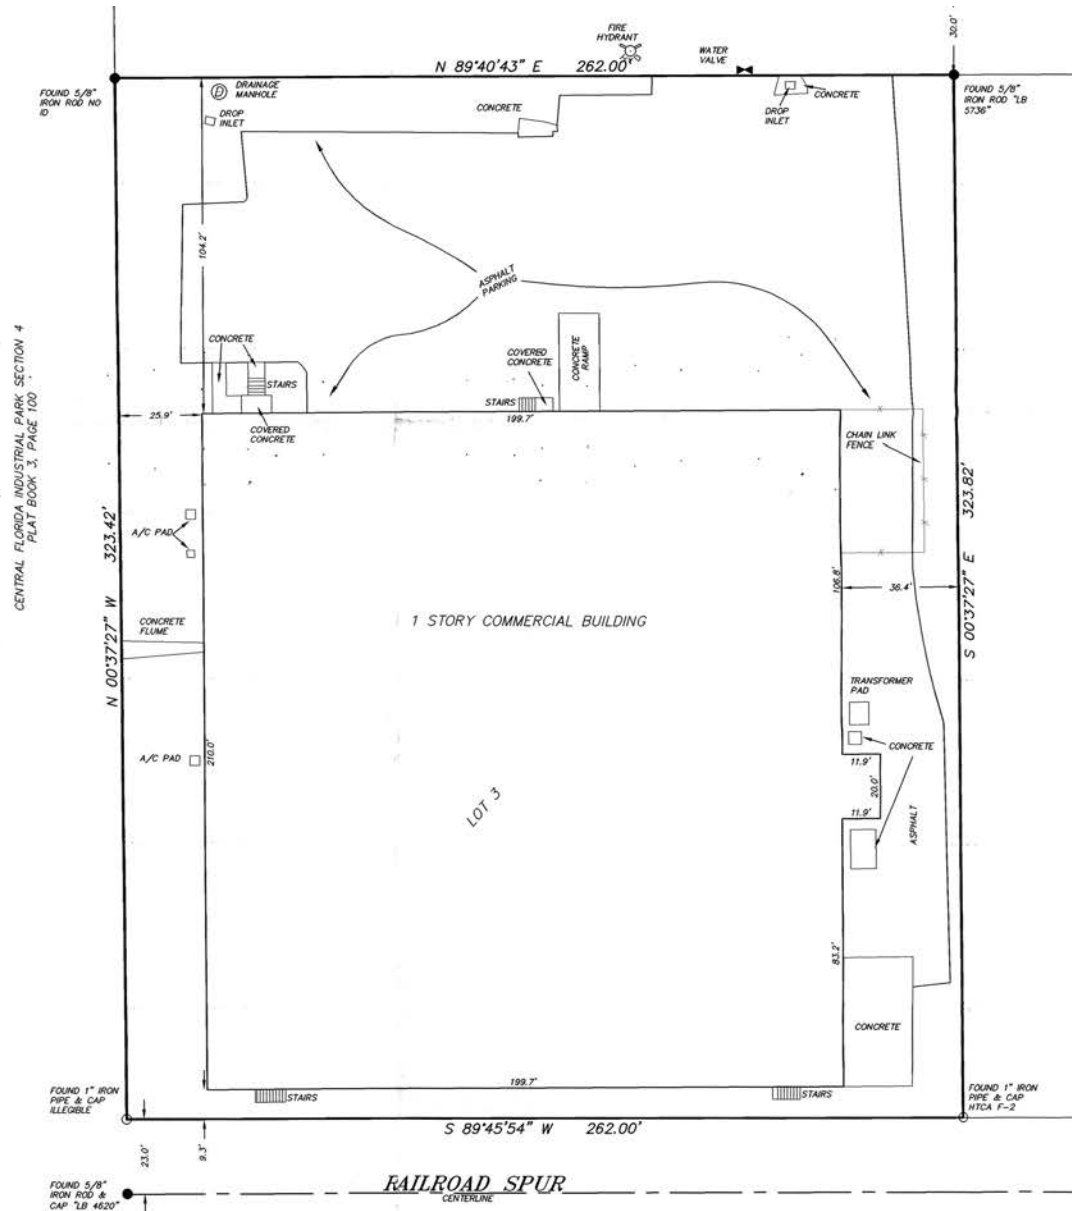 FIRE
HYDRANT
30.0'
WATER
VALVE
N 89°40'43" E 262.00'
FOUND 5/8"
IRON ROD NO
ID
DRAINAGE
MANHOLE
D
DROP
INLET
CONCRETE
DROP
INLET
CONCRETE
FOUND 5/8"
IRON ROD "LB
5736"
104.2'
ASPHALT
PARKING
CENTRAL FLORIDA INDUSTRIAL PARK SECTION 4
PLAT BOOK 3, PAGE 100
CONCRETE
STAIRS
COVERED
CONCRETE
CONCRETE
RAMP
STAIRS
25.9'
199.7'
COVERED
CONCRETE
CHAIN LINK
FENCE
N 00°37'27" W 323.42'
S 00°37'27" E 323.82'
A/C PAD
106.8'
36.4'
CONCRETE
FLUME
1 STORY COMMERCIAL BUILDING
TRANSFORMER
PAD
CONCRETE
A/C PAD
210.0'
11.9'
20.0'
11.9'
LOT 3
ASPHALT
83.2'
CONCRETE
199.7'
STAIRS
STAIRS
FOUND 1" IRON
PIPE & CAP
ILLEGIBLE
FOUND 1" IRON
PIPE & CAP
HTCA F-2
S 89°45'54" W 262.00'
23.0'
9.3'
FOUND 5/8"
IRON ROD &
CAP "LB 4620"
RAILROAD SPUR
CENTERLINE